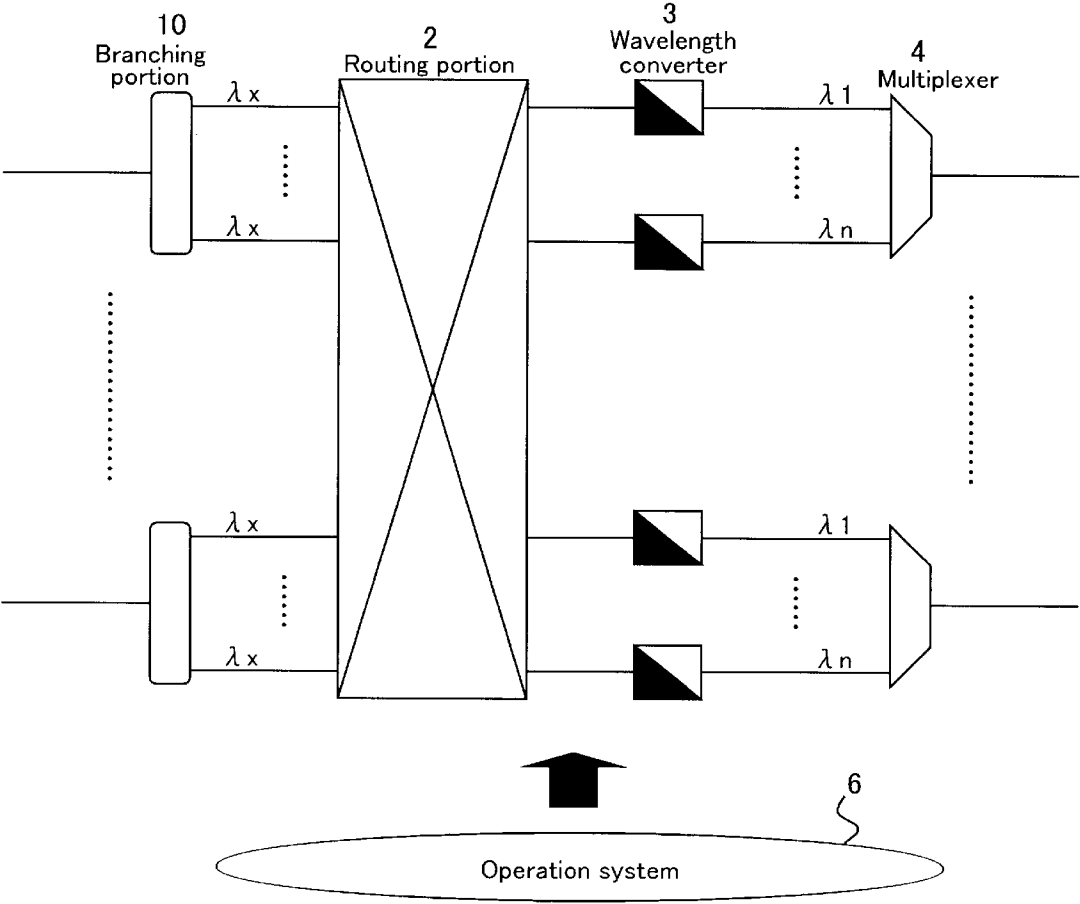 10
Branching
portion
2
Routing portion
3
Wavelength
converter
4
Multiplexer
λx
λ1
λx
λn
λx
λ1
λx
λn
6
Operation system